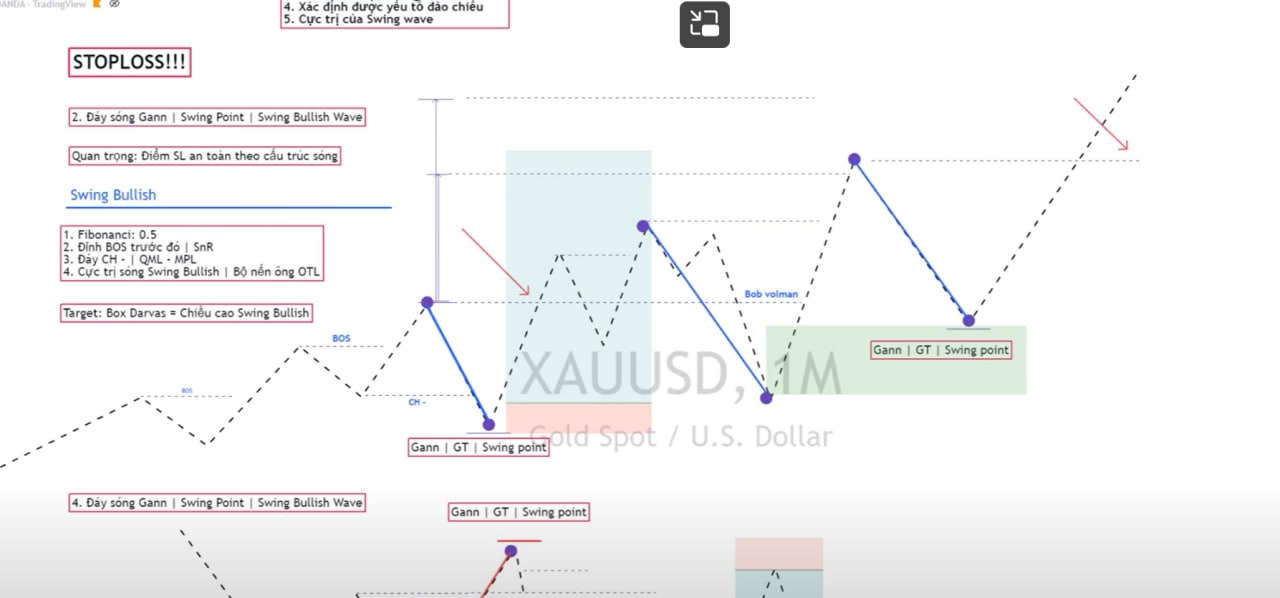 ANDA - TradingView
4. Xác định được yếu tố đảo chiều
5. Cực trị của Swing wave
STOPLOSS!!!
2. Đáy sóng Gann | Swing Point | Swing Bullish Wave
Quan trọng: Điểm SL an toàn theo cấu trúc sóng
Swing Bullish
1. Fibonanci: 0.5
2. Đỉnh BOS trước đó | SnR
3. Đáy CH - | QML - MPL
4. Cực trị sóng Swing Bullish | Bộ nến ông OTL
Target: Box Darvas = Chiều cao Swing Bullish
Bob volman
BOS
BOS
CH -
Gann | GT | Swing point
XAUUSD, 1M
Gold Spot / U.S. Dollar
Gann | GT | Swing point
4. Đáy sóng Gann | Swing Point | Swing Bullish Wave
Gann | GT | Swing point